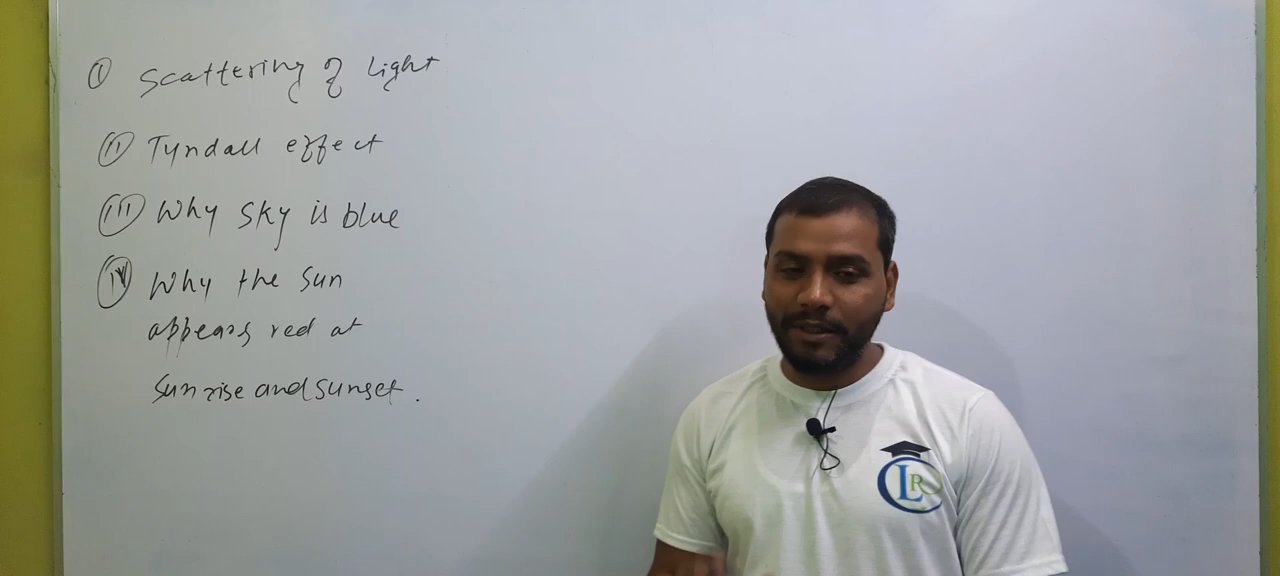 (i) Scattering of Light
(ii) Tyndall effect
(iii) Why Sky is blue
(iv) Why the Sun
appears red at
Sunrise and Sunset.
LRC